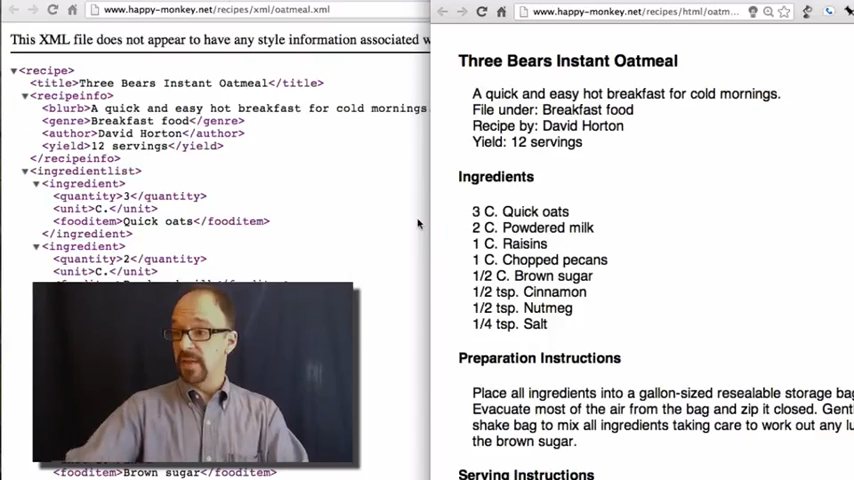 www.happy-monkey.net/recipes/xml/oatmeal.xml
This XML file does not appear to have any style information associated w
<recipe>
<title>Three Bears Instant Oatmeal</title>
<recipeinfo>
<blurb>A quick and easy hot breakfast for cold mornings.
<genre>Breakfast food</genre>
<author>David Horton</author>
<yield>12 servings</yield>
</recipeinfo>
<ingredientlist>
<ingredient>
<quantity>3</quantity>
<unit>C.</unit>
<fooditem>Quick oats</fooditem>
</ingredient>
<ingredient>
<quantity>2</quantity>
<unit>C.</unit>
<fooditem>Brown sugar</fooditem>
www.happy-monkey.net/recipes/html/oatm...
Three Bears Instant Oatmeal
A quick and easy hot breakfast for cold mornings.
File under: Breakfast food
Recipe by: David Horton
Yield: 12 servings
Ingredients
3 C. Quick oats
2 C. Powdered milk
1 C. Raisins
1 C. Chopped pecans
1/2 C. Brown sugar
1/2 tsp. Cinnamon
1/2 tsp. Nutmeg
1/4 tsp. Salt
Preparation Instructions
Place all ingredients into a gallon-sized resealable storage bag
Evacuate most of the air from the bag and zip it closed. Gent
shake bag to mix all ingredients taking care to work out any lu
the brown sugar.
Serving Instructions